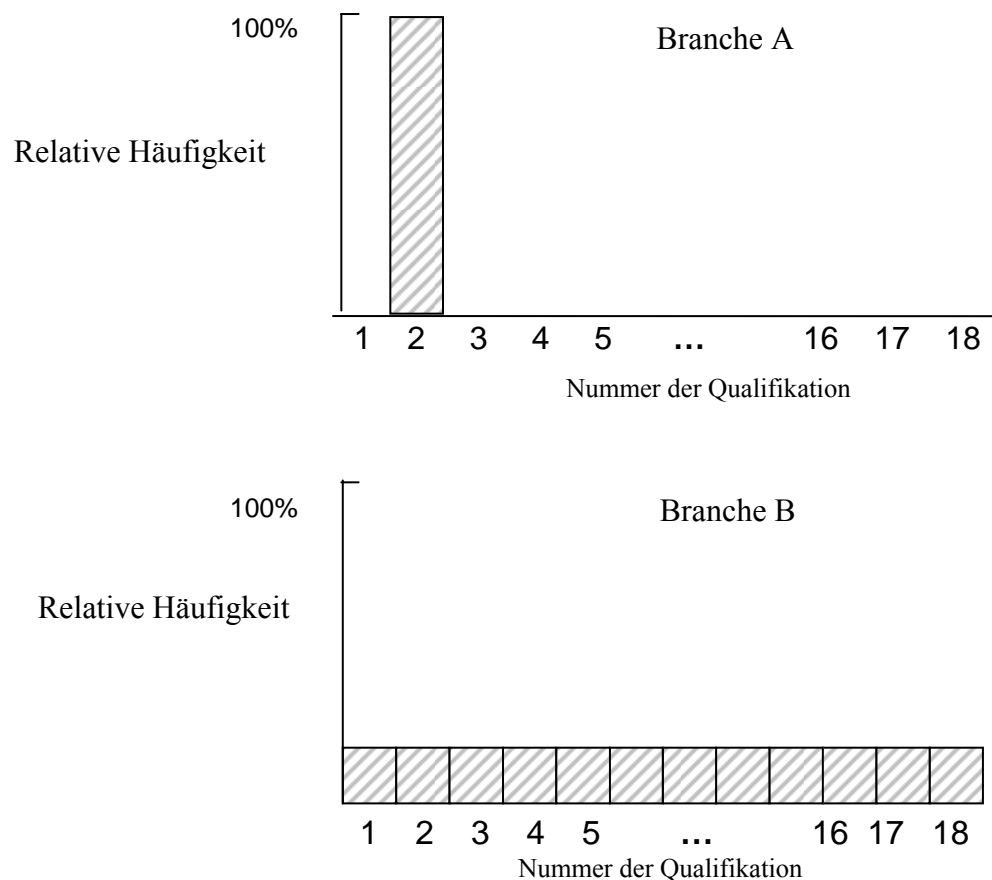 100%
Branche A
Relative Häufigkeit
1 2 3 4 5 ... 16 17 18
Nummer der Qualifikation
100%
Branche B
Relative Häufigkeit
1 2 3 4 5 ... 16 17 18
Nummer der Qualifikation